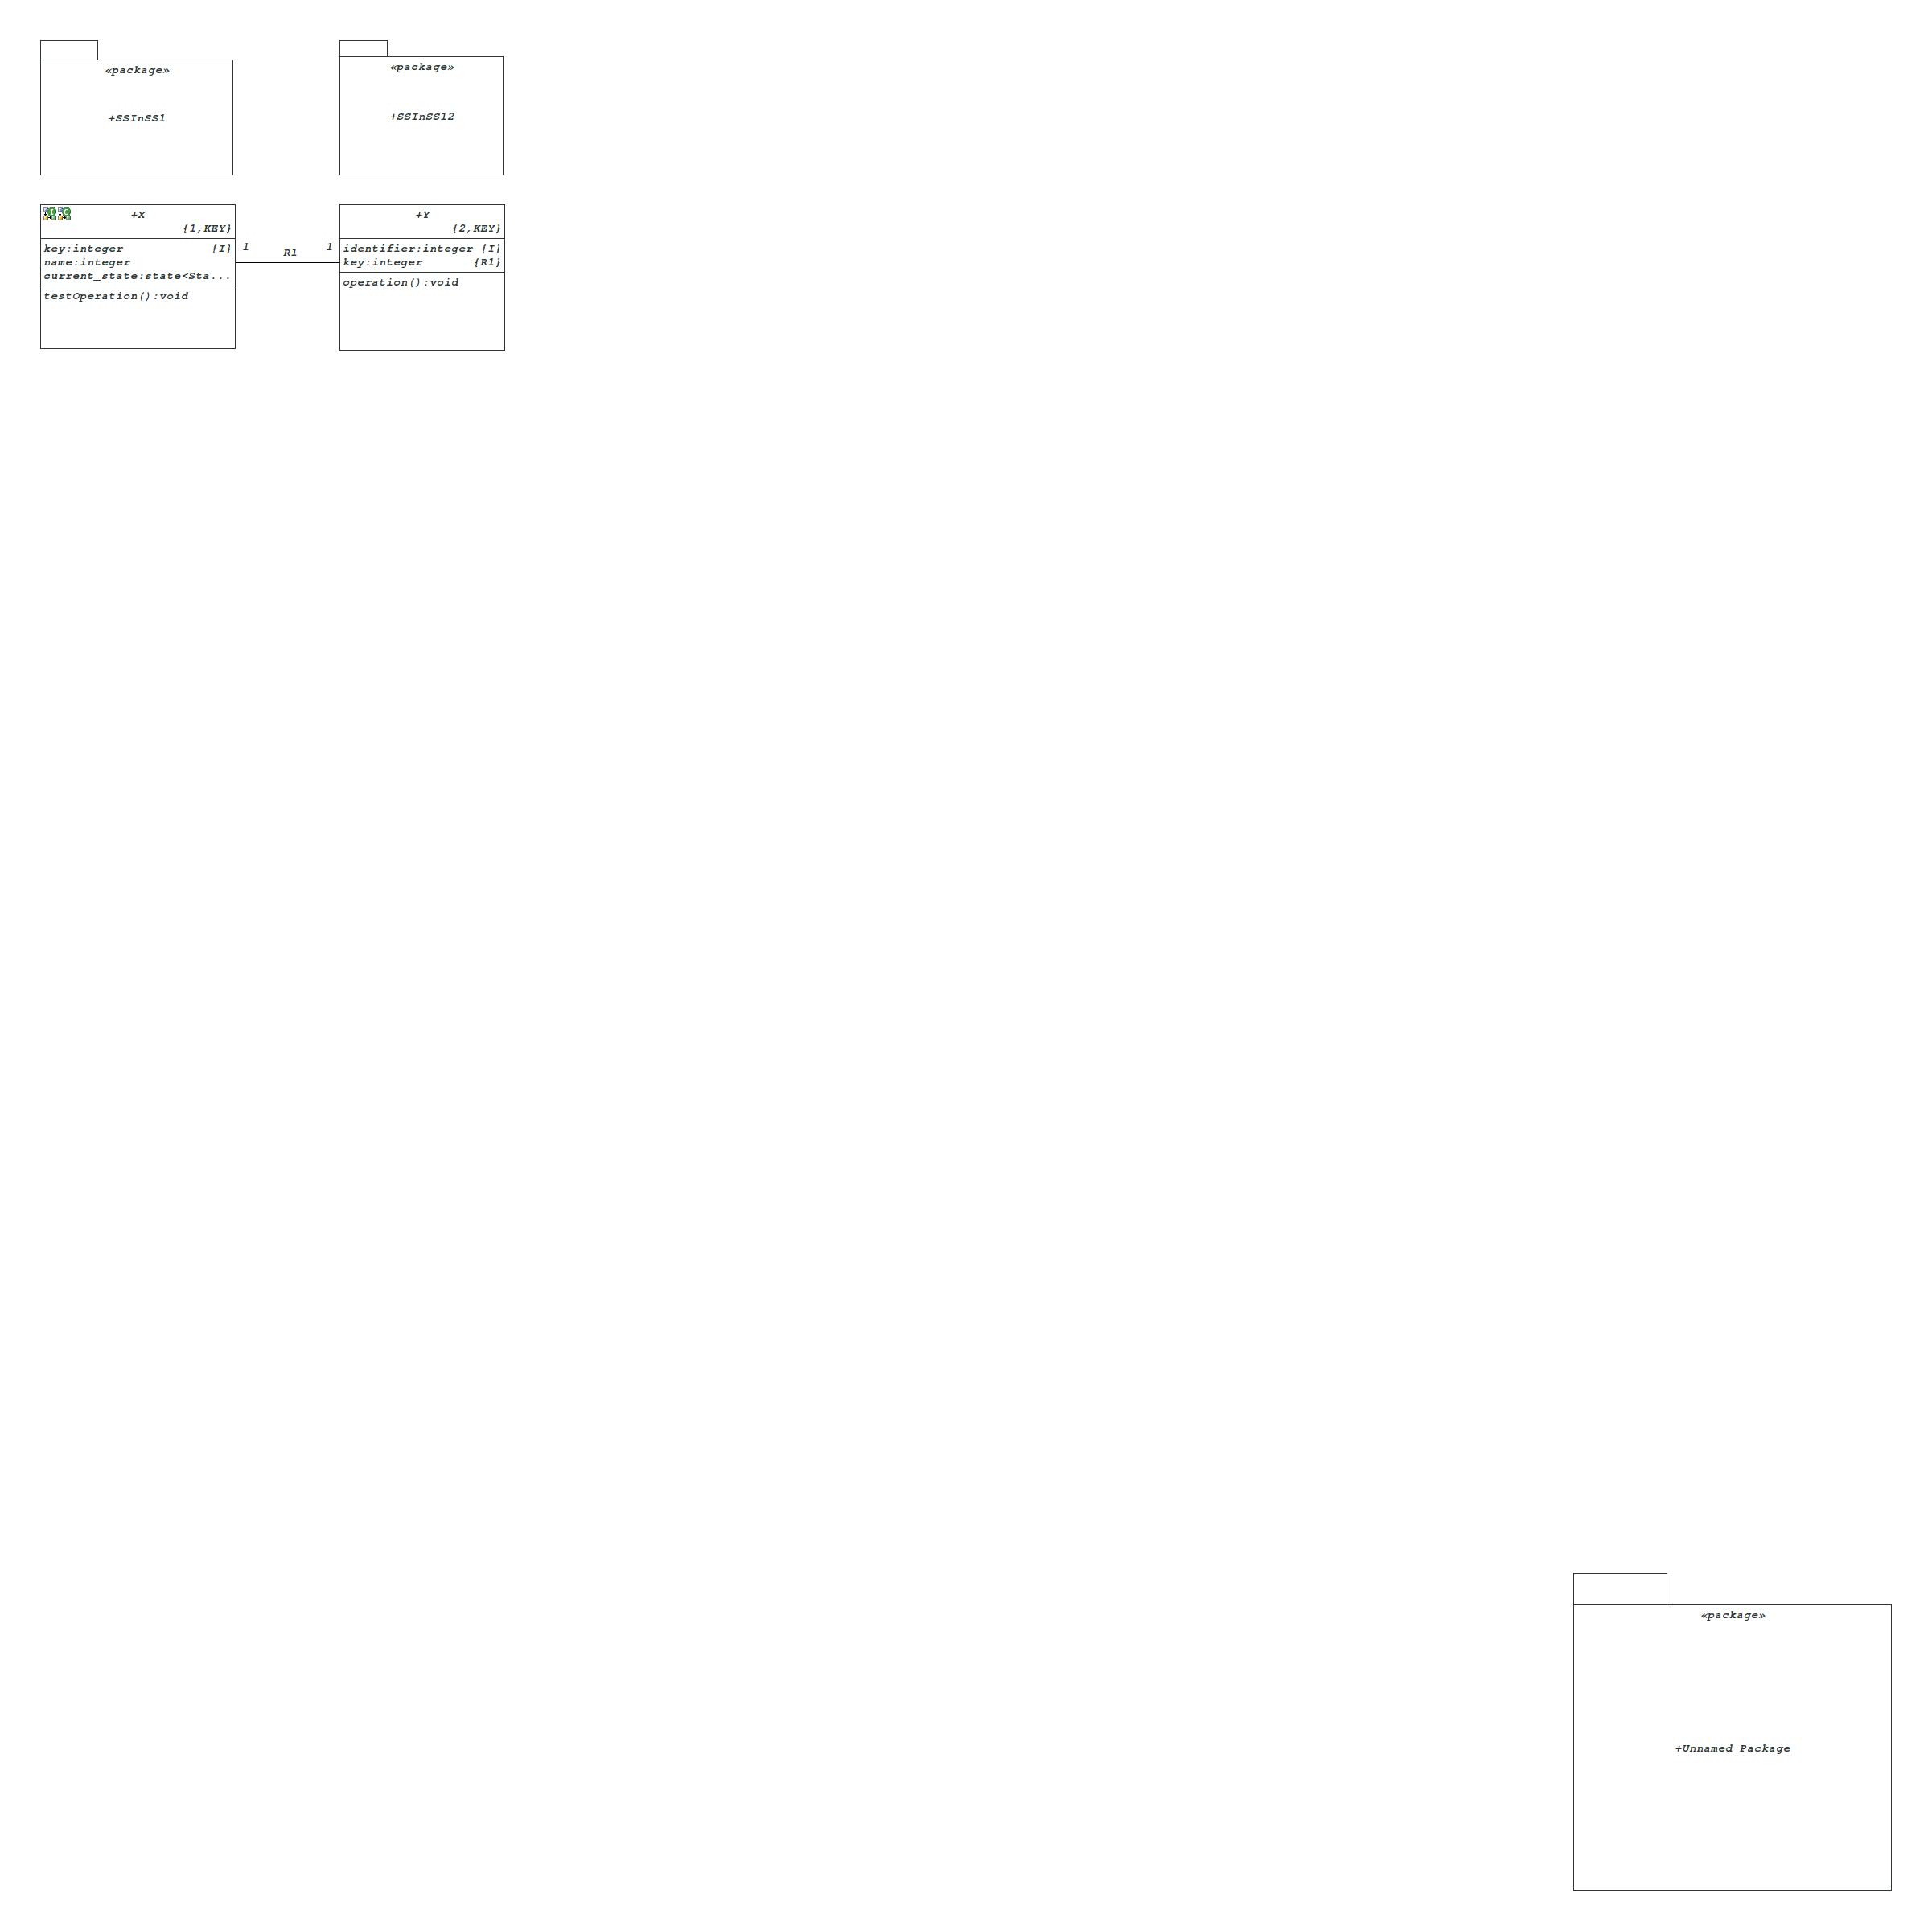 «package»
+SSInSS1
«package»
+SSInSS12
+X
{1,KEY}
key:integer {I}
name:integer
current_state:state<Sta...
testOperation():void
1 R1 1
+Y
{2,KEY}
identifier:integer {I}
key:integer {R1}
operation():void
«package»
+Unnamed Package